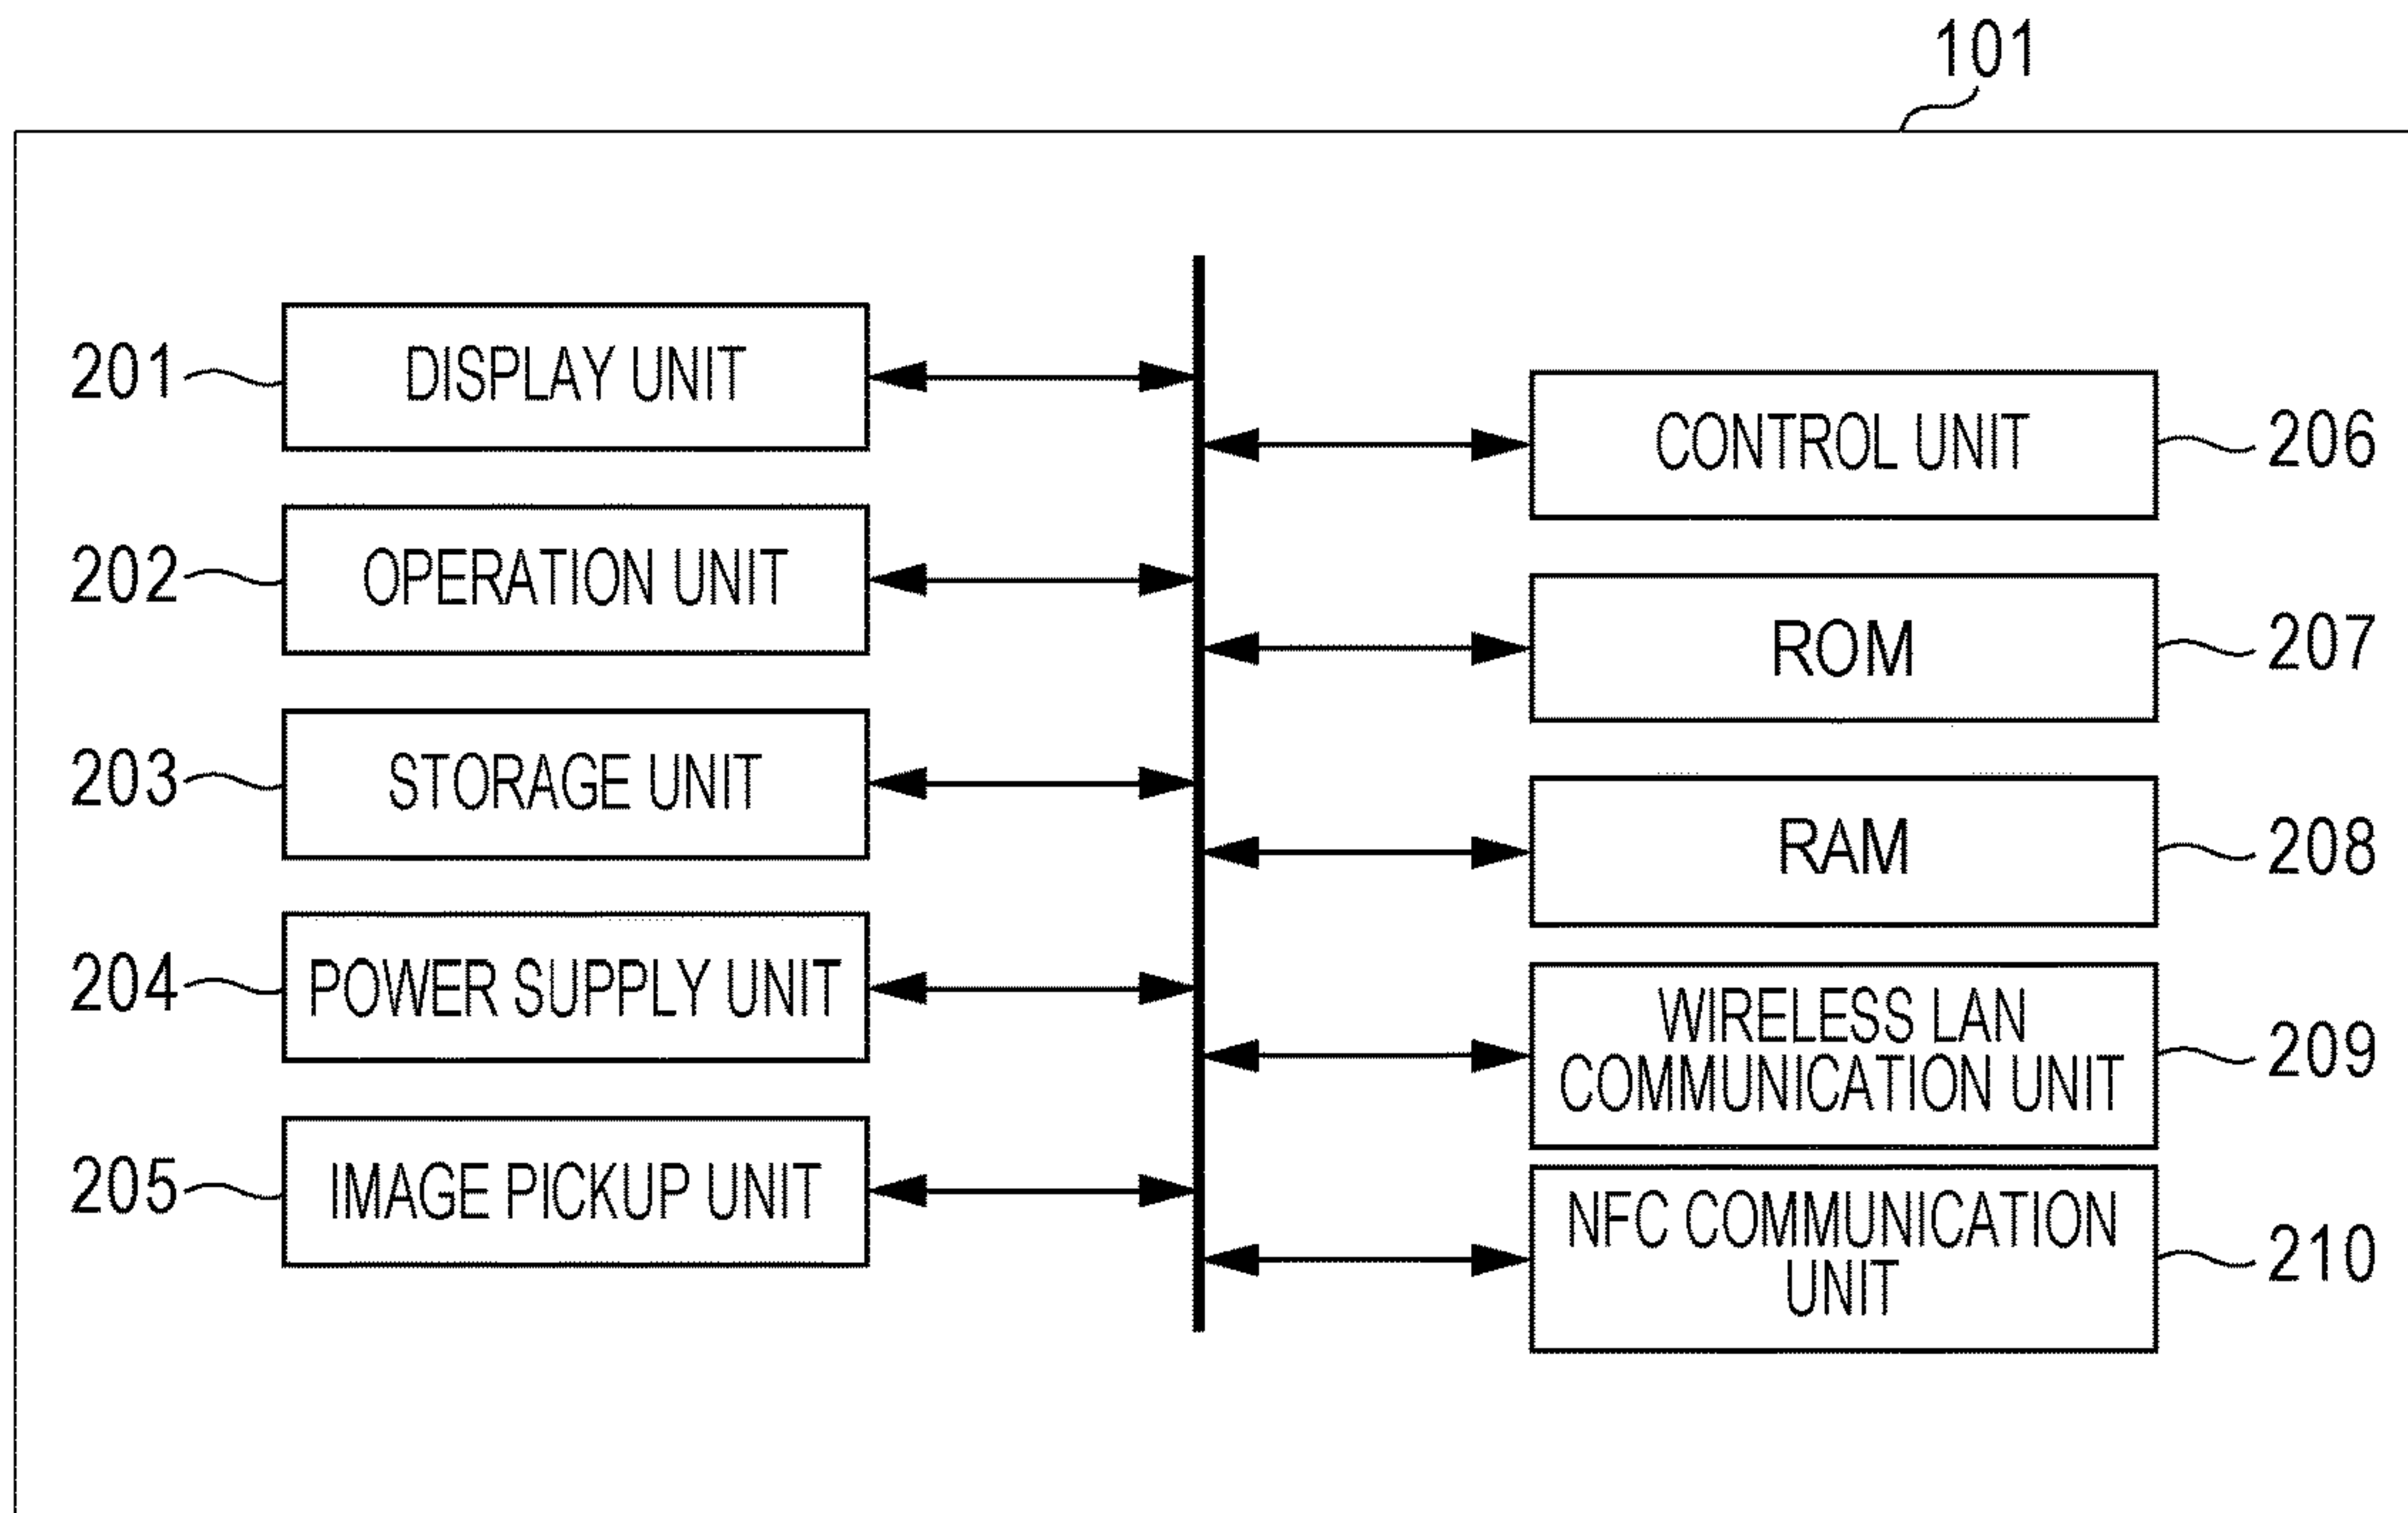 101
201
DISPLAY UNIT
202
OPERATION UNIT
203
STORAGE UNIT
204
POWER SUPPLY UNIT
205
IMAGE PICKUP UNIT
CONTROL UNIT
206
ROM
207
RAM
208
WIRELESS LAN
COMMUNICATION UNIT
209
NFC COMMUNICATION
UNIT
210